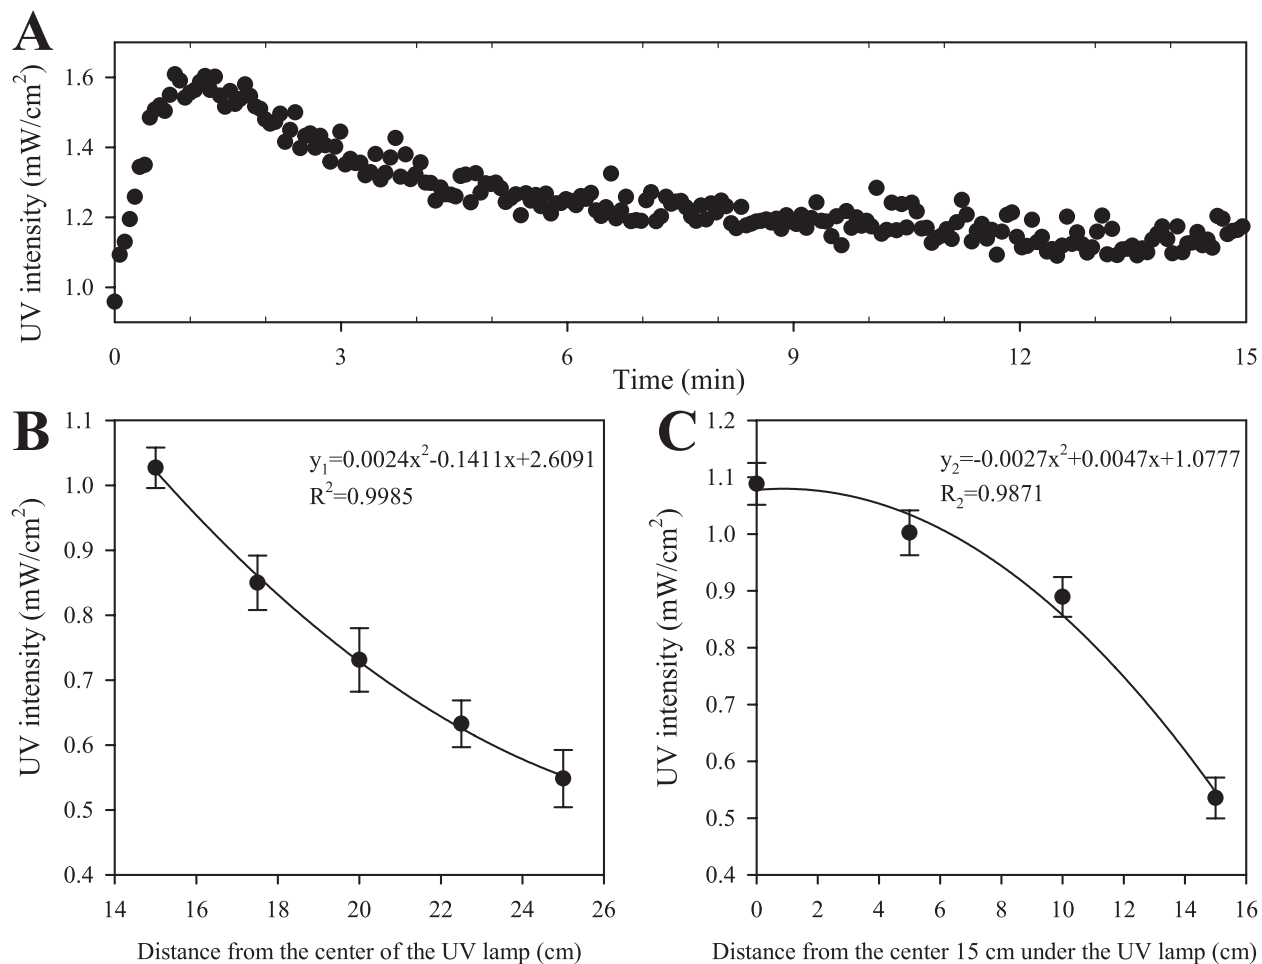 A
UV intensity (mW/cm²)
1.6
1.4
1.2
1.0
0 3 6 9 12 15
Time (min)
B
UV intensity (mW/cm²)
1.1
1.0
0.9
0.8
0.7
0.6
0.5
0.4
y₁=0.0024x²-0.1411x+2.6091
R²=0.9985
14 16 18 20 22 24 26
Distance from the center of the UV lamp (cm)
C
UV intensity (mW/cm²)
1.2
1.1
1.0
0.9
0.8
0.7
0.6
0.5
0.4
y₂=-0.0027x²+0.0047x+1.0777
R₂=0.9871
0 2 4 6 8 10 12 14 16
Distance from the center 15 cm under the UV lamp (cm)